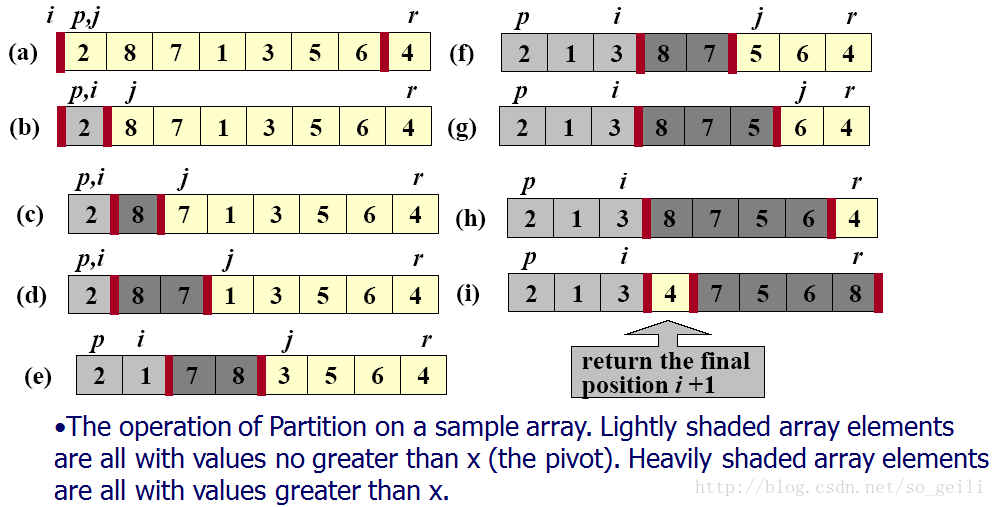 i p,j r
(a) 2 8 7 1 3 5 6 4
p,i j r
(b) 2 8 7 1 3 5 6 4
p,i j r
(c) 2 8 7 1 3 5 6 4
p,i j r
(d) 2 8 7 1 3 5 6 4
p i j r
(e) 2 1 7 8 3 5 6 4
p i j r
(f) 2 1 3 8 7 5 6 4
p i j r
(g) 2 1 3 8 7 5 6 4
p i r
(h) 2 1 3 8 7 5 6 4
p i r
(i) 2 1 3 4 7 5 6 8
return the final
position i +1
•The operation of Partition on a sample array. Lightly shaded array elements
are all with values no greater than x (the pivot). Heavily shaded array elements
are all with values greater than x.
http://blog.csdn.net/so_geili